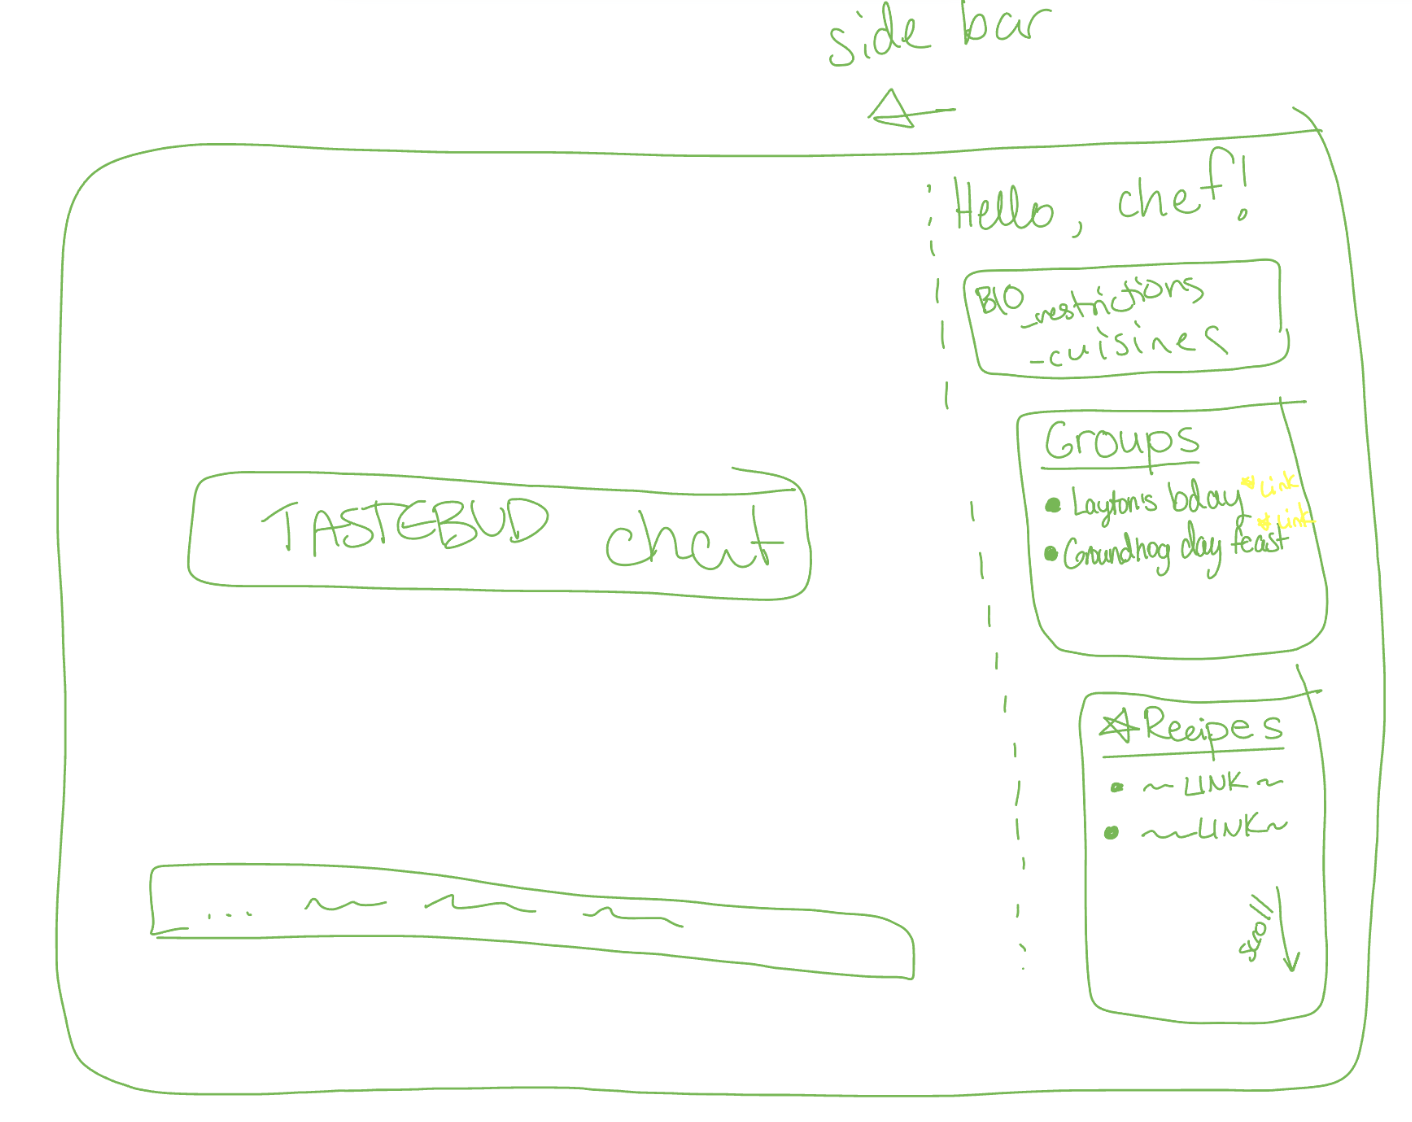 side bar
Hello, chef!
BIO
-restrictions
-cuisines
Groups
• Layton's bday *Link
• Groundhog day feast *Link
TASTEBUD chat
☆Recipes
• ~LINK~
• ~LINK~
scroll
...